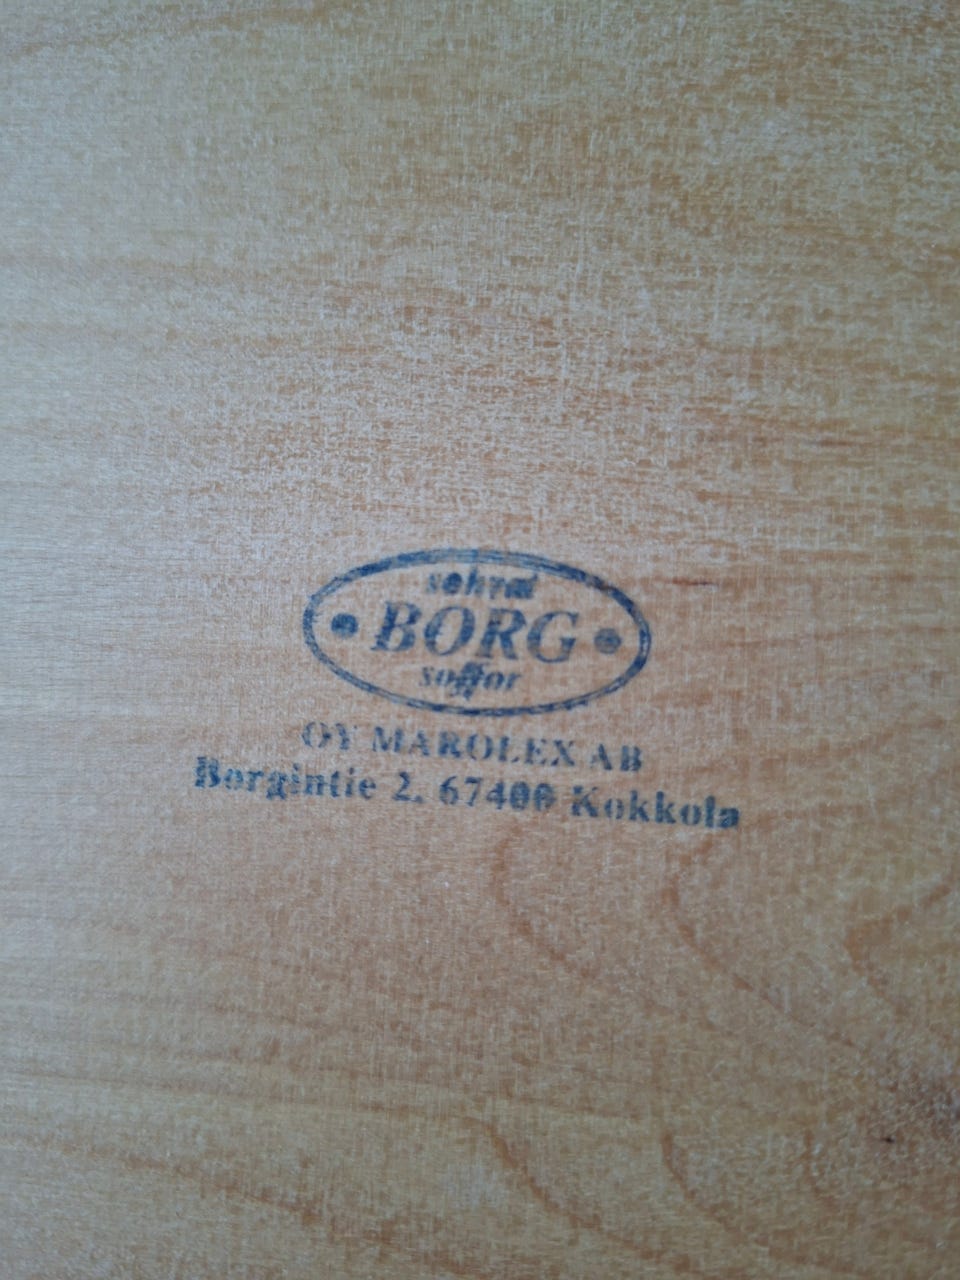 sohvat
BORG
soffor
OY MAROLEX AB
Borgintie 2, 67400 Kokkola